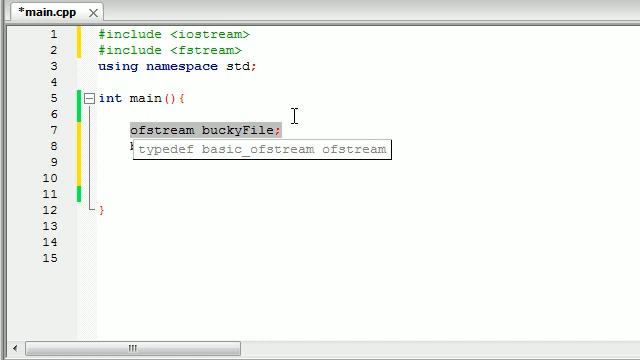 *main.cpp
1 #include <iostream>
2 #include <fstream>
3 using namespace std;
4
5 int main(){
6
7 ofstream buckyFile;
8
typedef basic_ofstream ofstream
9
10
11
12 }
13
14
15